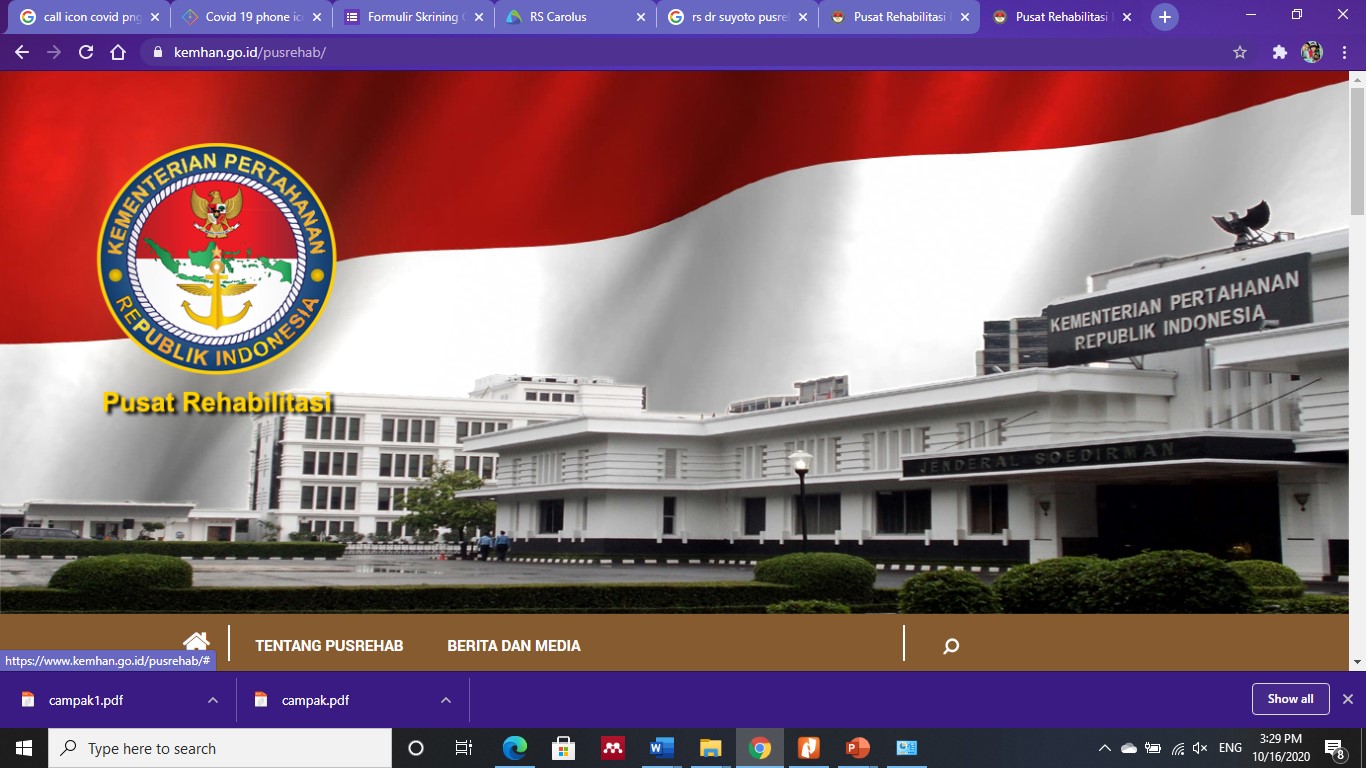 call icon covid png
Covid 19 phone ic
Formulir Skrining
RS Carolus
rs dr suyoto pusre
Pusat Rehabilitasi
Pusat Rehabilitasi
kemhan.go.id/pusrehab/
KEMENTERIAN PERTAHANAN
REPUBLIK INDONESIA
Pusat Rehabilitasi
KEMENTERIAN PERTAHANAN
REPUBLIK INDONESIA
JENDERAL SOEDIRMAN
TENTANG PUSREHAB
BERITA DAN MEDIA
https://www.kemhan.go.id/pusrehab/#
campak1.pdf
campak.pdf
Show all
Type here to search
ENG
3:29 PM
10/16/2020
8